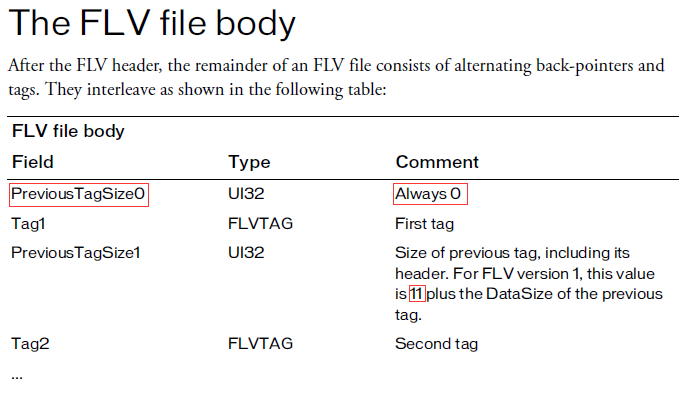 The FLV file body
After the FLV header, the remainder of an FLV file consists of alternating back-pointers and
tags. They interleave as shown in the following table:
FLV file body
Field Type Comment
PreviousTagSize0 UI32 Always 0
Tag1 FLVTAG First tag
PreviousTagSize1 UI32 Size of previous tag, including its
header. For FLV version 1, this value
is 11 plus the DataSize of the previous
tag.
Tag2 FLVTAG Second tag
...